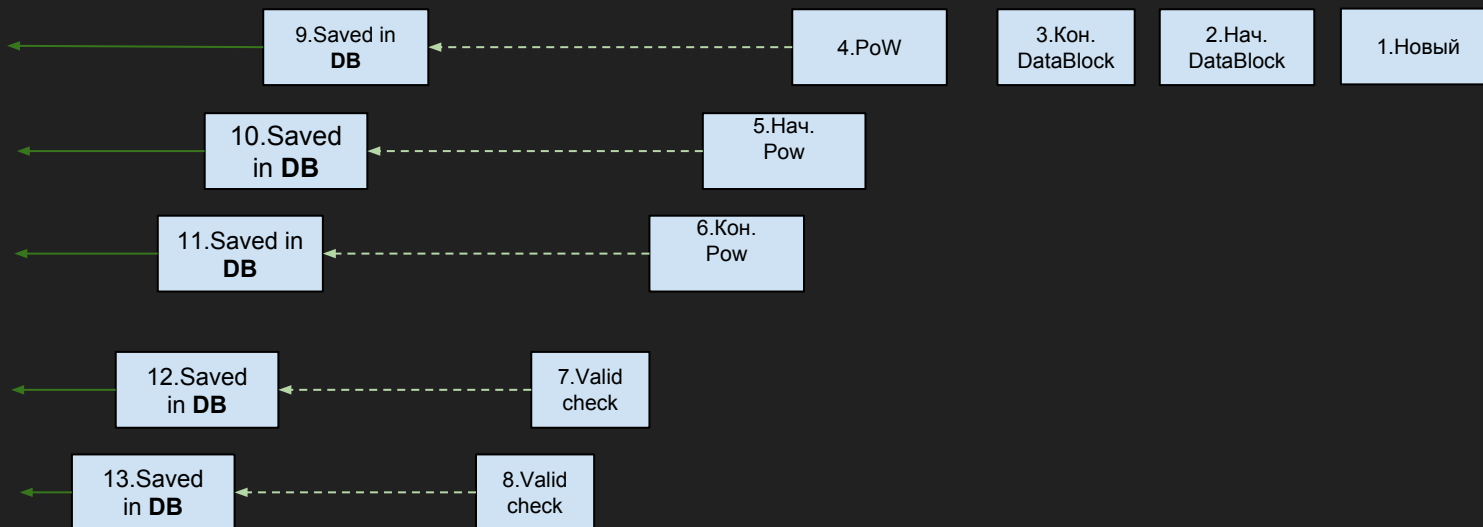 9.Saved in
DB
4.PoW
3.Кон.
DataBlock
2.Нач.
DataBlock
1.Новый
10.Saved
in DB
5.Нач.
Pow
11.Saved in
DB
6.Кон.
Pow
12.Saved
in DB
7.Valid
check
13.Saved
in DB
8.Valid
check